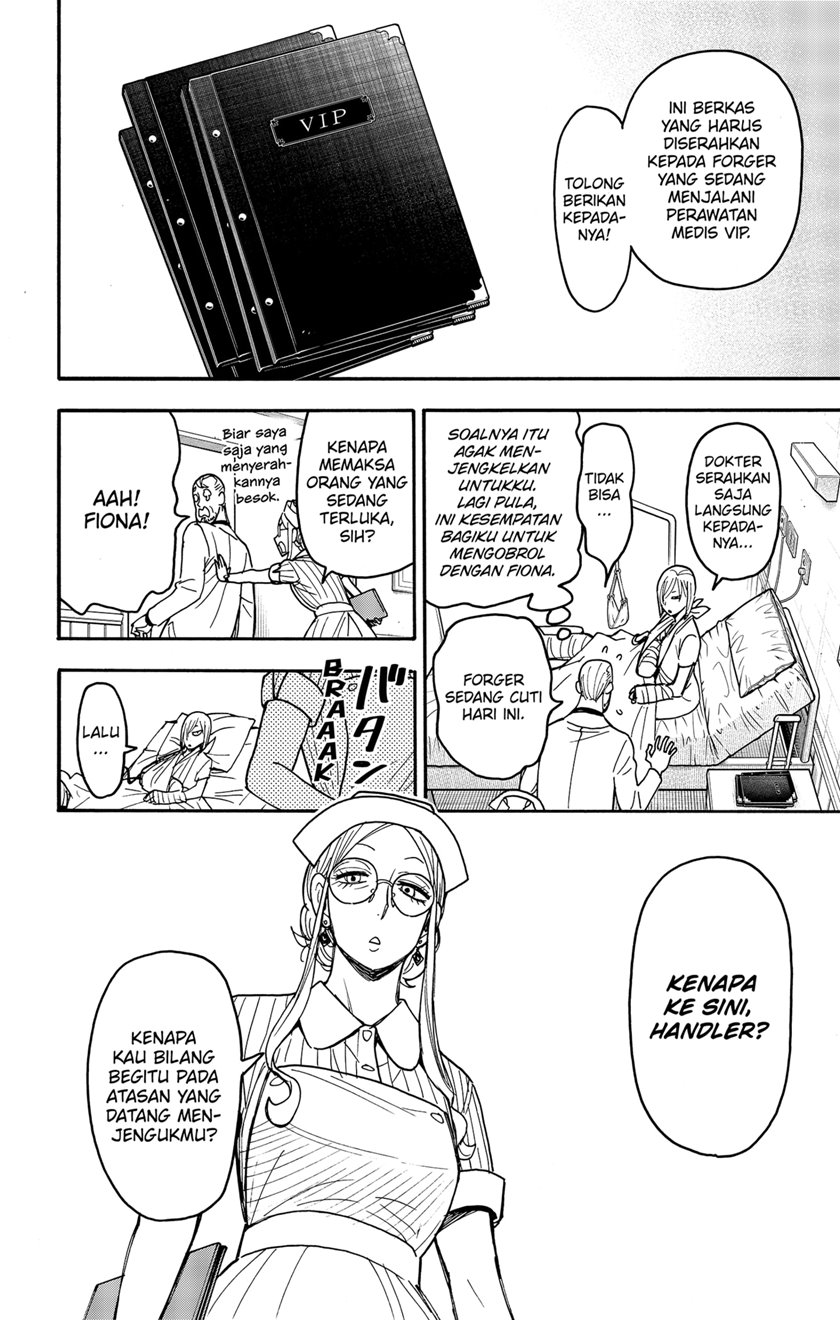 INI BERKAS
YANG HARUS
DISERAHKAN
KEPADA FORGER
YANG SEDANG
MENJALANI
PERAWATAN
MEDIS VIP.
TOLONG
BERIKAN
KEPADA-
NYA!
VIP
DOKTER
SERAHKAN
SAJA
LANGSUNG
KEPADA-
NYA...
TIDAK
BISA
...
SOALNYA ITU
AGAK MEN-
JENGKELKAN
UNTUKKU.
LAGI PULA,
INI KESEMPATAN
BAGIKU UNTUK
MENGOBROL
DENGAN FIONA.
FORGER
SEDANG CUTI
HARI INI.
VIP
KENAPA
MEMAKSA
ORANG YANG
SEDANG
TERLUKA,
SIH?
Biar saya
saja yang
menyerah-
kannya
besok.
AAH!
FIONA!
バタン
BRAAAK
LALU
...
KENAPA
KE SINI,
HANDLER?
KENAPA
KAU BILANG
BEGITU PADA
ATASAN YANG
DATANG MEN-
JENGUKMU?